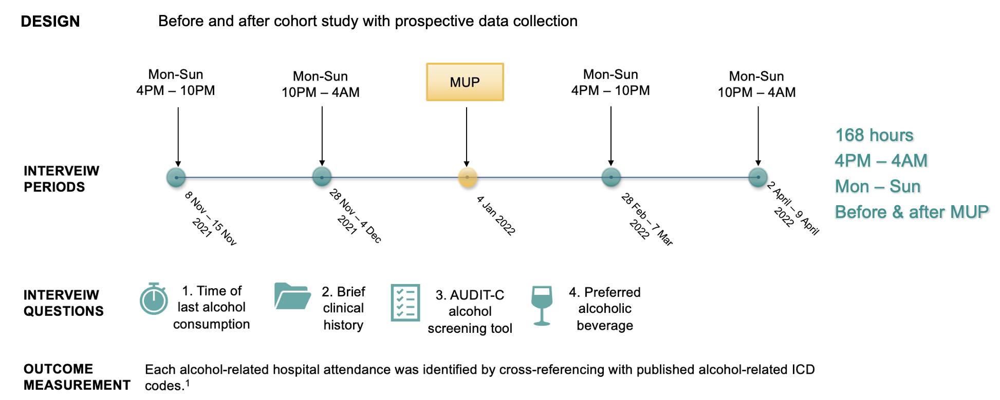 DESIGN
Before and after cohort study with prospective data collection
Mon-Sun
4PM – 10PM
Mon-Sun
10PM – 4AM
MUP
Mon-Sun
4PM – 10PM
Mon-Sun
10PM – 4AM
INTERVEIW
PERIODS
8 Nov – 15 Nov
2021
28 Nov – 4 Dec
2021
4 Jan 2022
28 Feb – 7 Mar
2022
2 April – 9 April
2022
168 hours
4PM – 4AM
Mon – Sun
Before & after MUP
INTERVEIW
QUESTIONS
1. Time of
last alcohol
consumption
2. Brief
clinical
history
3. AUDIT-C
alcohol
screening tool
4. Preferred
alcoholic
beverage
OUTCOME
MEASUREMENT
Each alcohol-related hospital attendance was identified by cross-referencing with published alcohol-related ICD
codes.¹